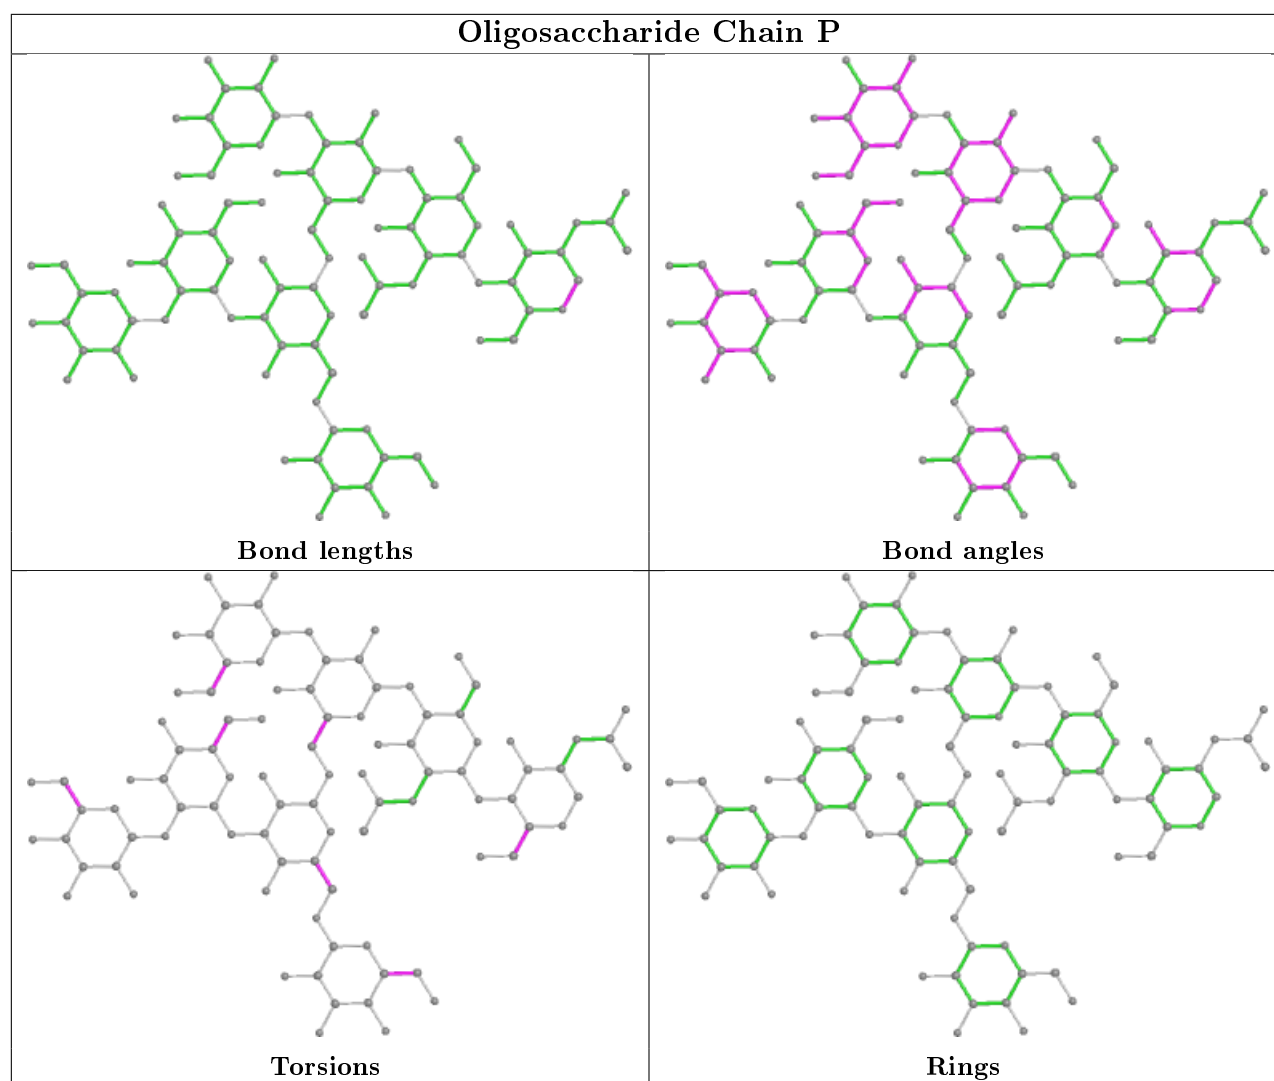 Oligosaccharide Chain P
Bond lengths
Bond angles
Torsions
Rings